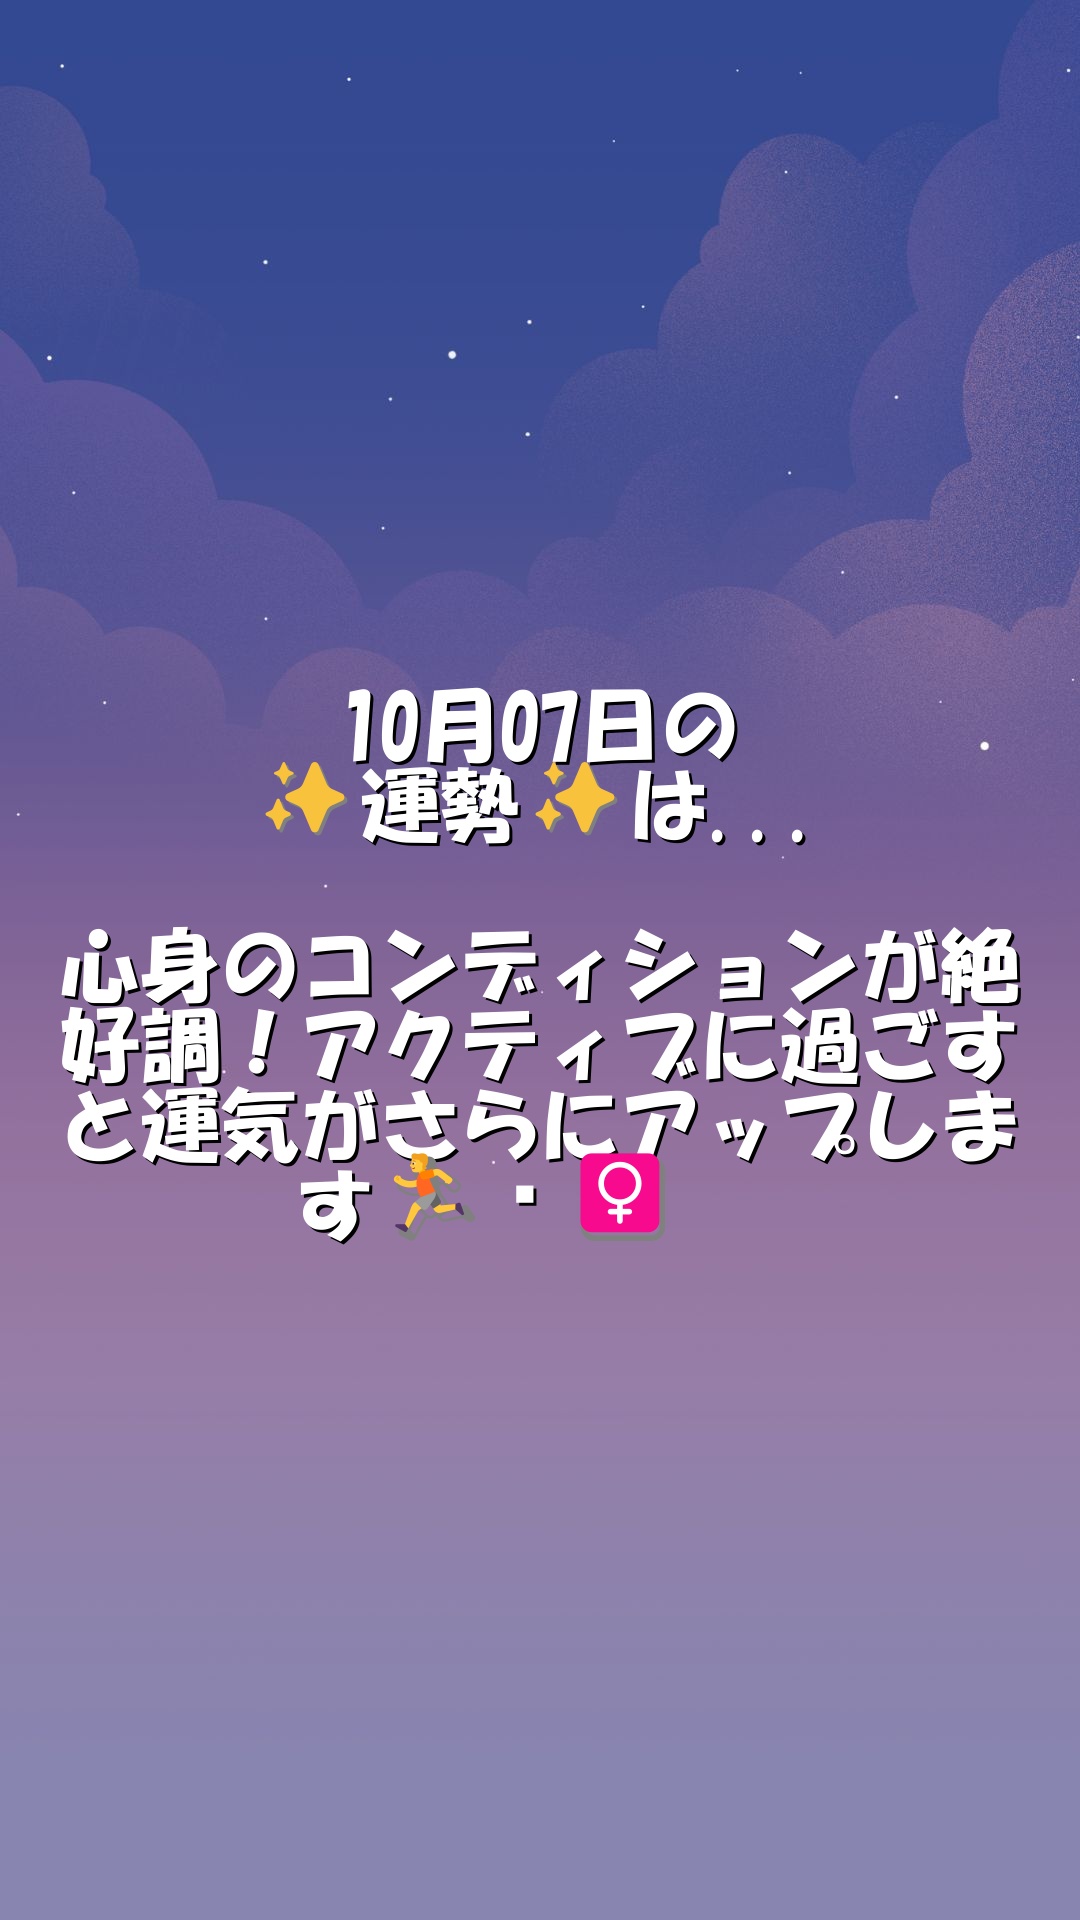 10月07日の
✨運勢✨は...
心身のコンディションが絶
好調！アクティブに過ごす
と運気がさらにアップしま
す🏃・♀